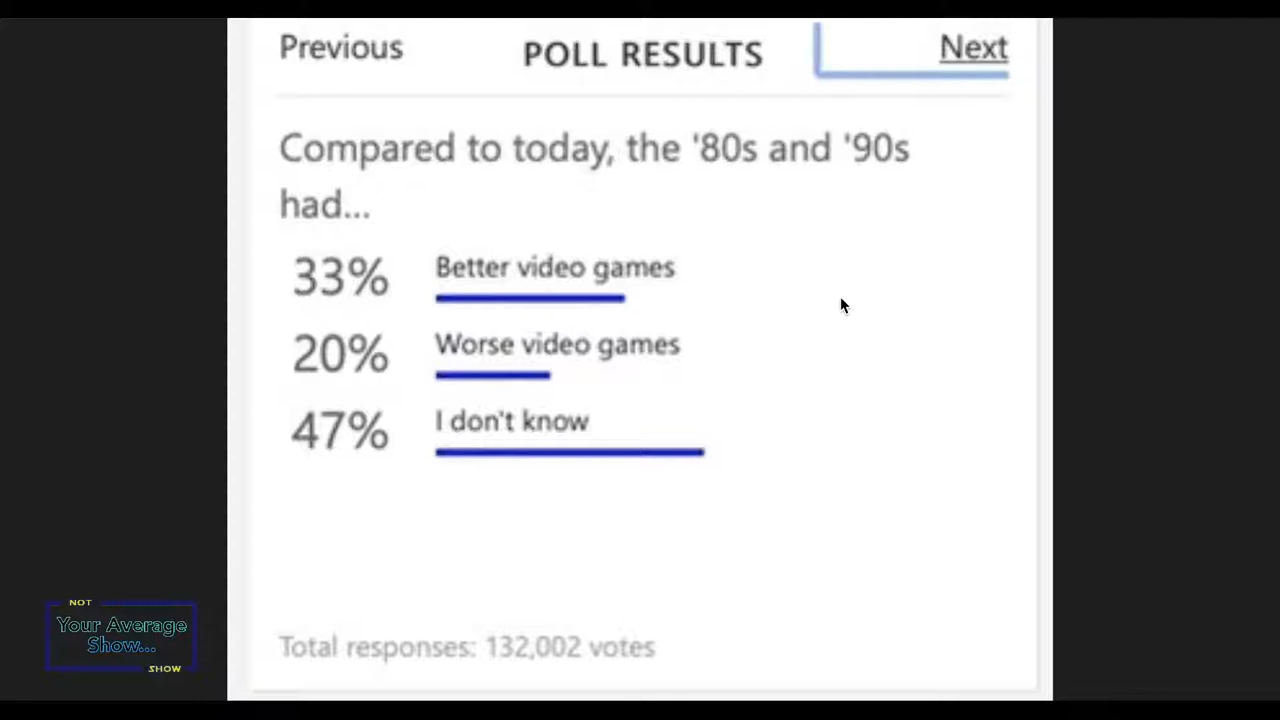 Previous
POLL RESULTS
Next
Compared to today, the '80s and '90s
had...
33%
Better video games
20%
Worse video games
47%
I don't know
Total responses: 132,002 votes
NOT
Your Average
Show...
SHOW